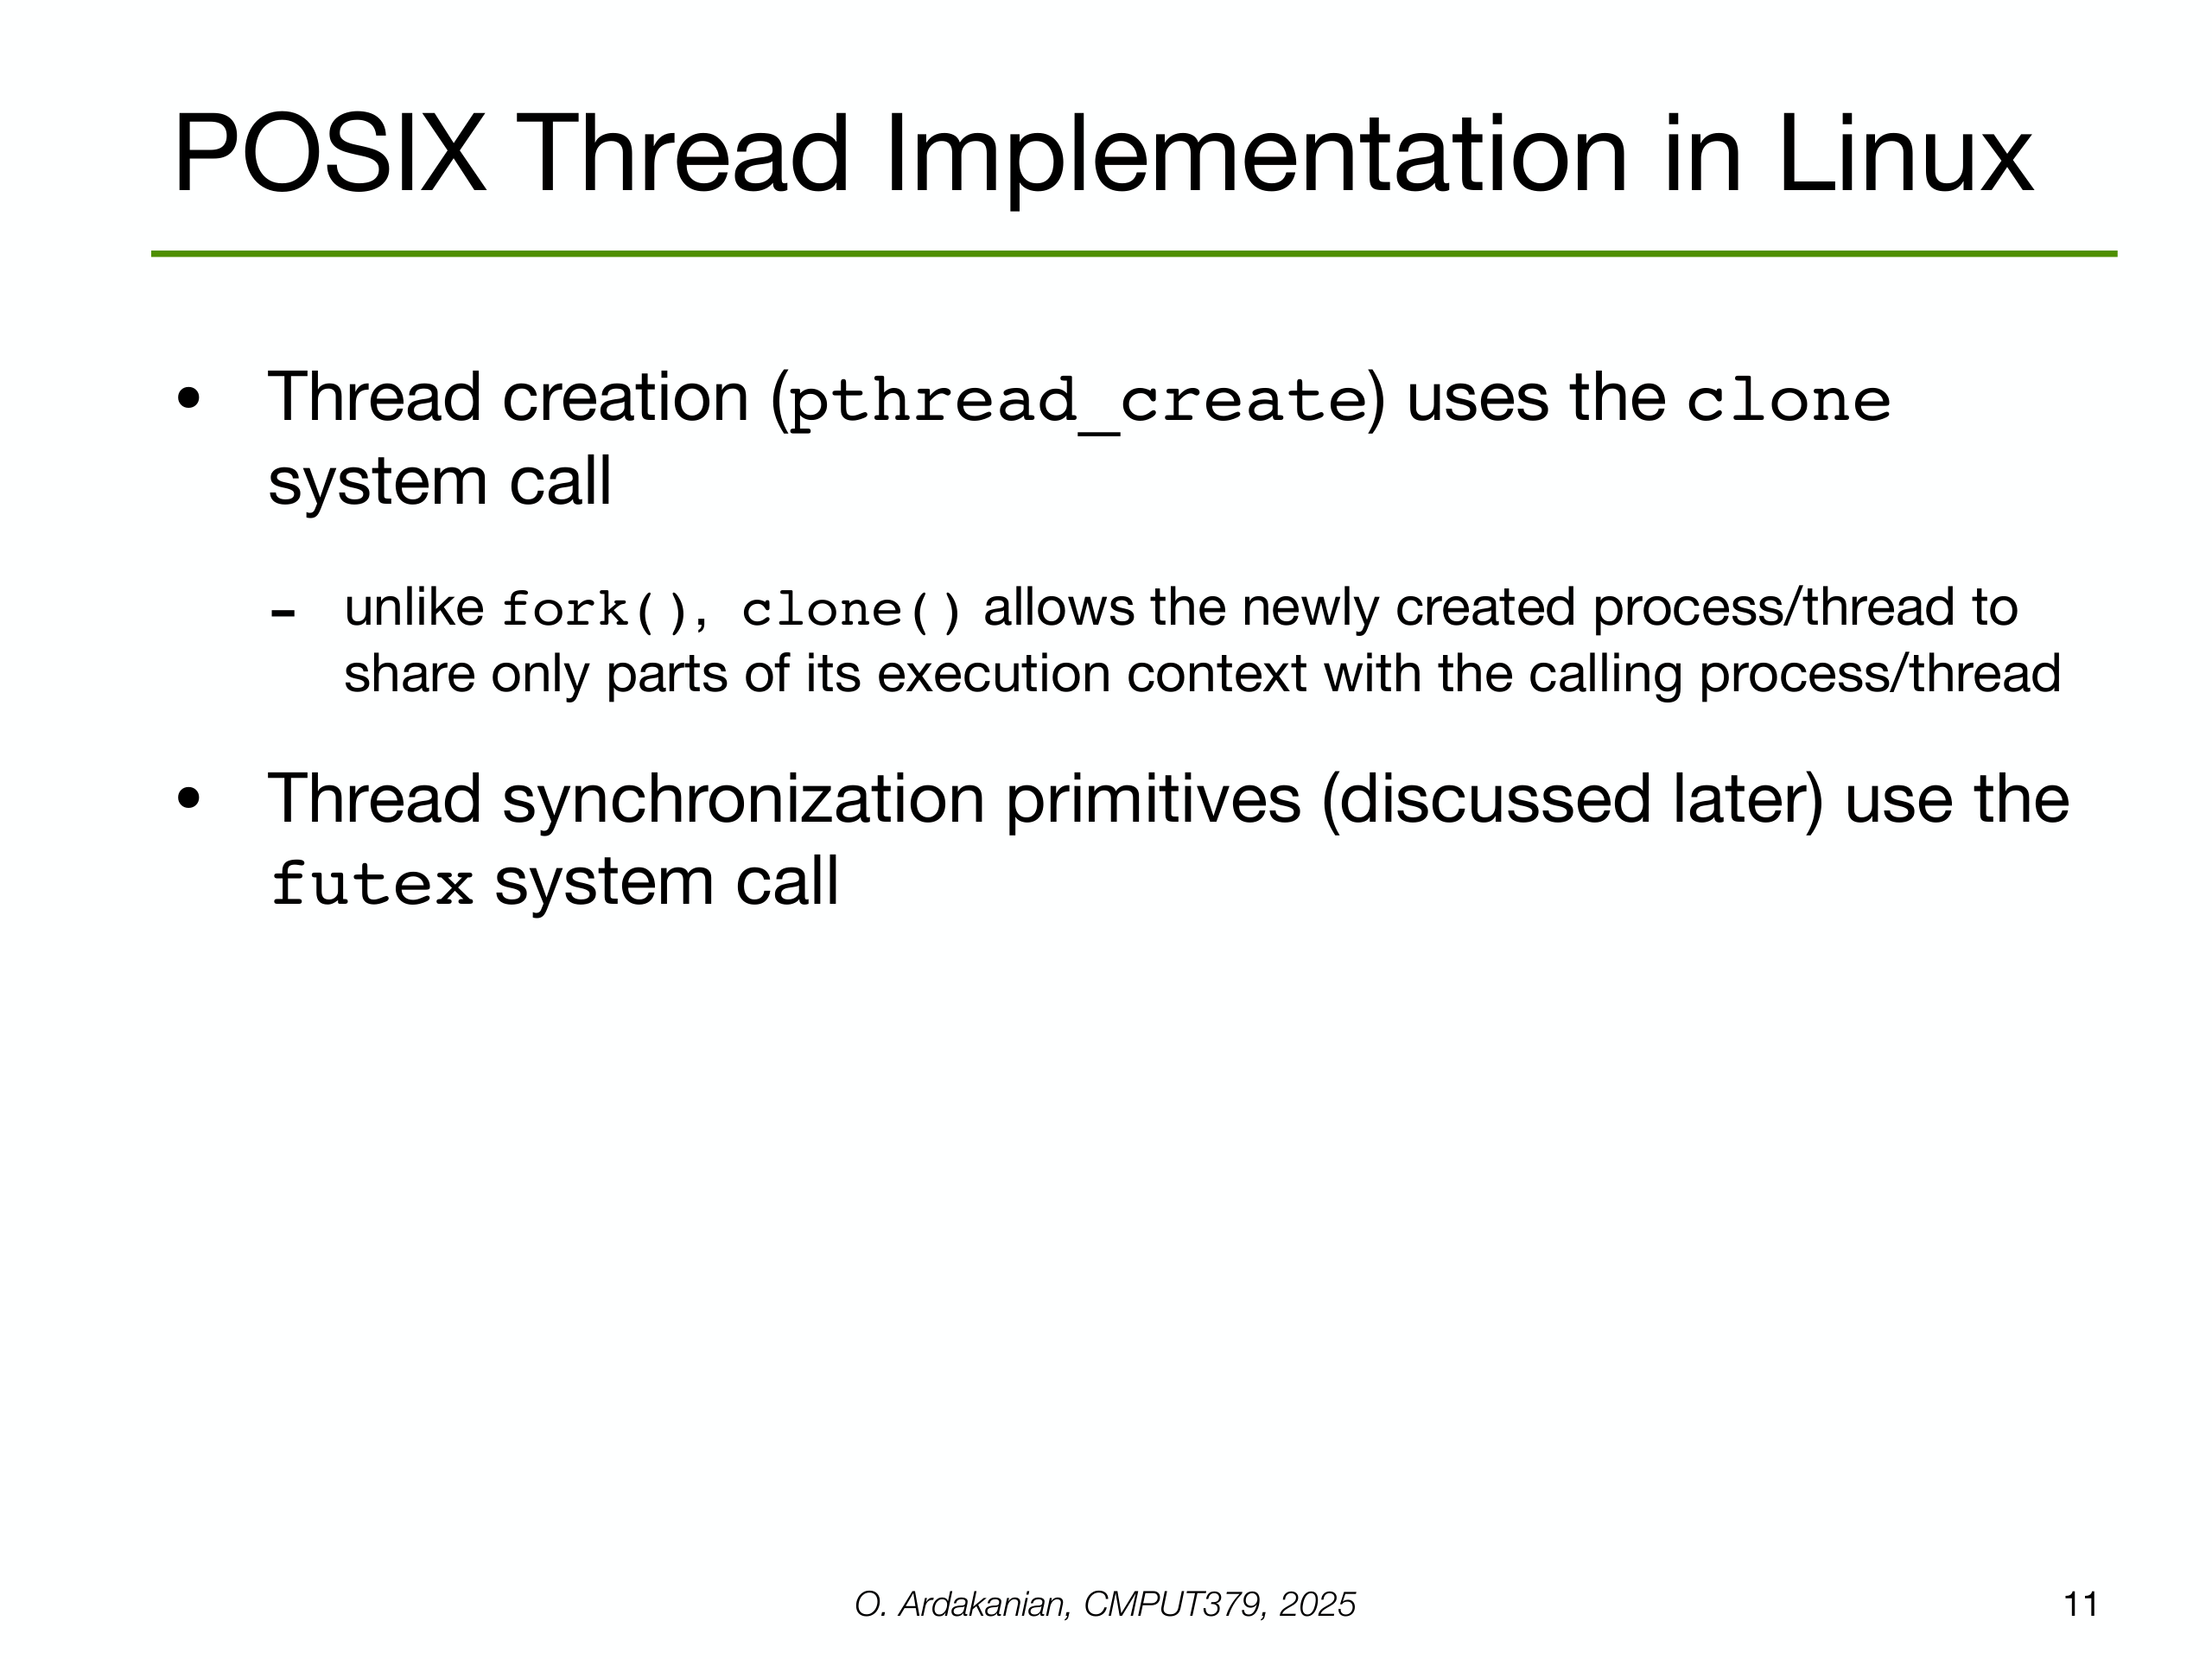 POSIX Thread Implementation in Linux
• Thread creation (pthread_create) uses the clone
system call
- unlike fork(), clone() allows the newly created process/thread to
share only parts of its execution context with the calling process/thread
• Thread synchronization primitives (discussed later) use the
futex system call
O. Ardakanian, CMPUT379, 2025
11